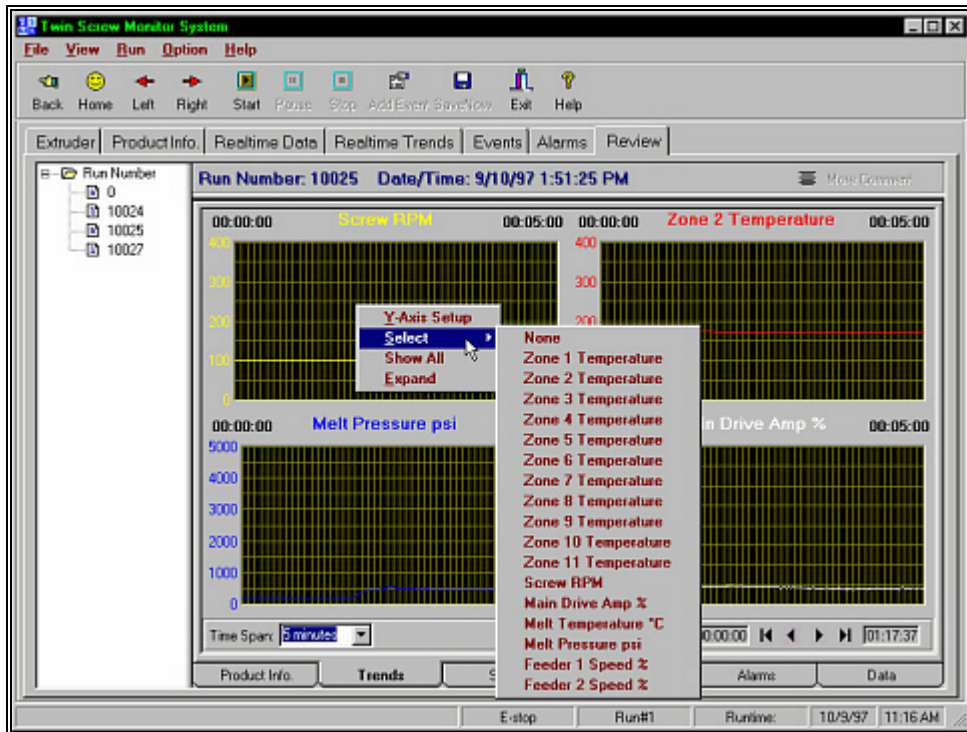 Twin Screw Monitor System
File View Run Option Help
Back Home Left Right Start Pause Stop Add Event SaveNow Exit Help
Extruder Product Info. Realtime Data Realtime Trends Events Alarms Review
Run Number
0
10024
10025
10027
Run Number: 10025 Date/Time: 9/10/97 1:51:25 PM Move Comment
00:00:00 Screw RPM 00:05:00
400
300
200
100
0
00:00:00 Zone 2 Temperature 00:05:00
400
300
200
Y-Axis Setup
Select
Show All
Expand
None
Zone 1 Temperature
Zone 2 Temperature
Zone 3 Temperature
Zone 4 Temperature
Zone 5 Temperature
Zone 6 Temperature
Zone 7 Temperature
Zone 8 Temperature
Zone 9 Temperature
Zone 10 Temperature
Zone 11 Temperature
Screw RPM
Main Drive Amp %
Melt Temperature °C
Melt Pressure psi
Feeder 1 Speed %
Feeder 2 Speed %
00:00:00 Melt Pressure psi
5000
4000
3000
2000
1000
0
Drive Amp % 00:05:00
Time Span: 5 minutes
01:17:37
Product Info. Trends Alarms Data
E-stop Run#1 Runtime: 10/9/97 11:16 AM